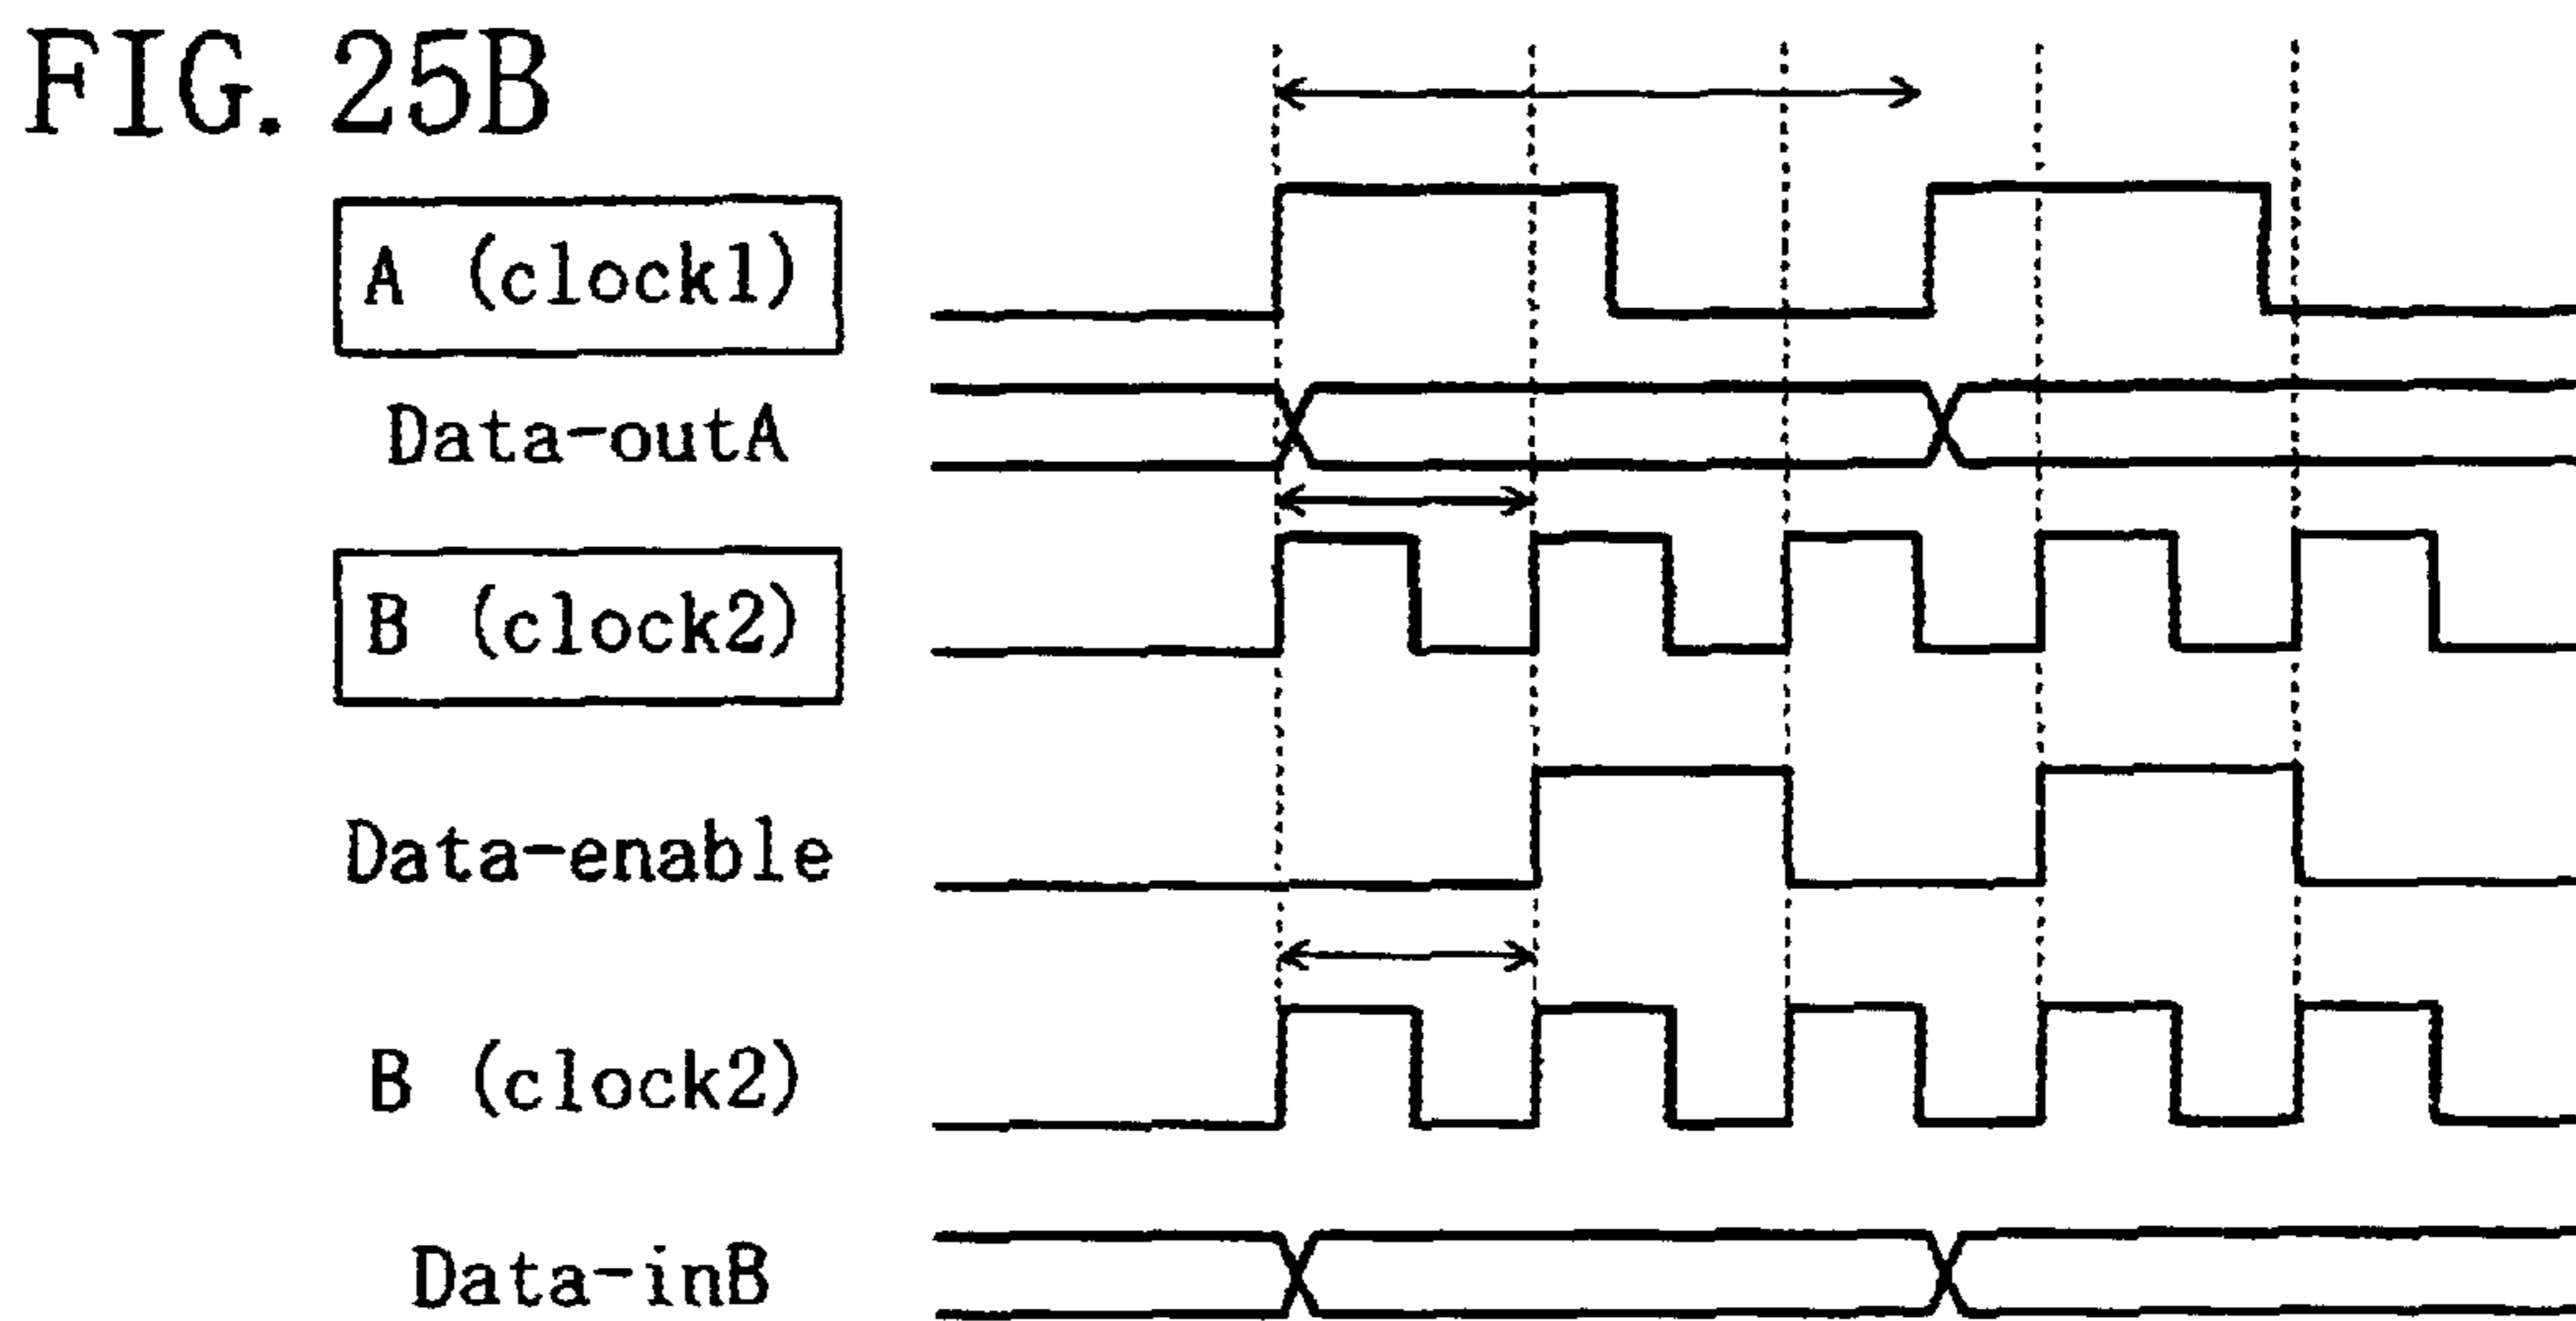 FIG. 25B
A (clock1)
Data-outA
B (clock2)
Data-enable
B (clock2)
Data-inB